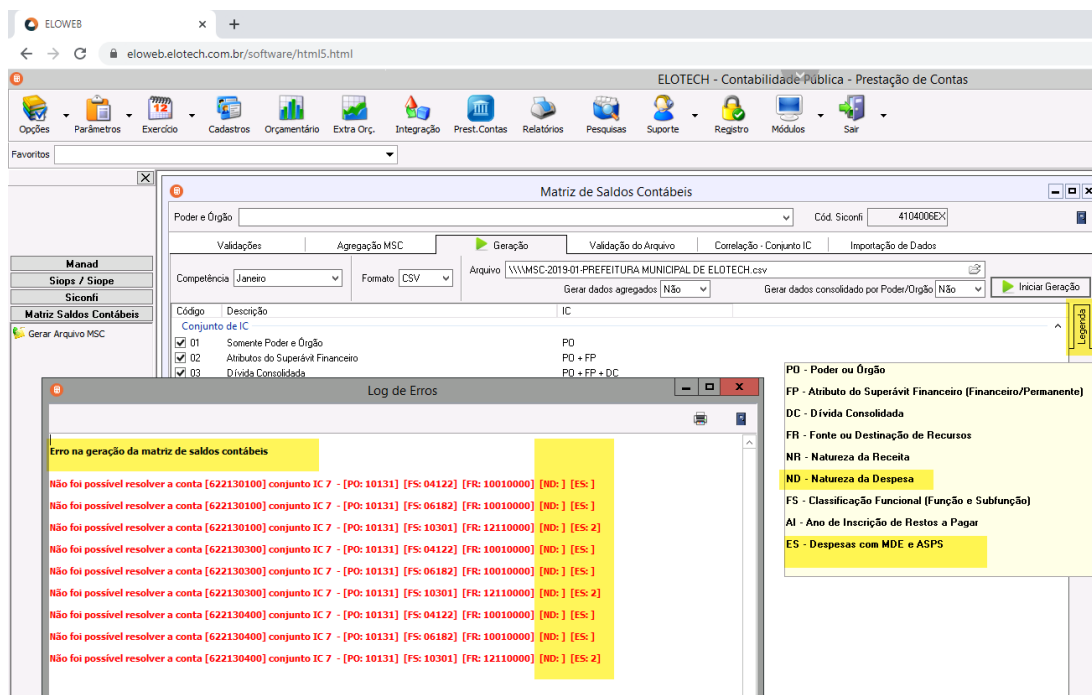 ELOWEB
eloweb.elotech.com.br/software/html5.html
ELOTECH - Contabilidade Pública - Prestação de Contas
Opções Parâmetros Exercício Cadastros Orçamentário Extra Orç. Integração Prest.Contas Relatórios Pesquisas Suporte Registro Módulos Sair
12
Favoritos
Matriz de Saldos Contábeis
Poder e Órgão Cód. Siconfi 4104006EX
Validações Agregação MSC Geração Validação do Arquivo Correlação - Conjunto IC Importação de Dados
Manad
Siops / Siope
Siconfi
Matriz Saldos Contábeis
Gerar Arquivo MSC
Competência Janeiro Formato CSV Arquivo \\\\MSC-2019-01-PREFEITURA MUNICIPAL DE ELOTECH.csv
Gerar dados agregados Não Gerar dados consolidado por Poder/Orgão Não Iniciar Geração
Código Descrição IC
Conjunto de IC
01 Somente Poder e Órgão PO
02 Atributos do Superávit Financeiro PO + FP
03 Dívida Consolidada PO + FP + DC
Legenda
PO - Poder ou Órgão
FP - Atributo do Superávit Financeiro (Financeiro/Permanente)
DC - Dívida Consolidada
FR - Fonte ou Destinação de Recursos
NR - Natureza da Receita
ND - Natureza da Despesa
FS - Classificação Funcional (Função e Subfunção)
AI - Ano de Inscrição de Restos a Pagar
ES - Despesas com MDE e ASPS
Log de Erros
Erro na geração da matriz de saldos contábeis
Não foi possível resolver a conta [622130100] conjunto IC 7 - [PO: 10131] [FS: 04122] [FR: 10010000] [ND: ] [ES: ]
Não foi possível resolver a conta [622130100] conjunto IC 7 - [PO: 10131] [FS: 06182] [FR: 10010000] [ND: ] [ES: ]
Não foi possível resolver a conta [622130100] conjunto IC 7 - [PO: 10131] [FS: 10301] [FR: 12110000] [ND: ] [ES: 2]
Não foi possível resolver a conta [622130300] conjunto IC 7 - [PO: 10131] [FS: 04122] [FR: 10010000] [ND: ] [ES: ]
Não foi possível resolver a conta [622130300] conjunto IC 7 - [PO: 10131] [FS: 06182] [FR: 10010000] [ND: ] [ES: ]
Não foi possível resolver a conta [622130300] conjunto IC 7 - [PO: 10131] [FS: 10301] [FR: 12110000] [ND: ] [ES: 2]
Não foi possível resolver a conta [622130400] conjunto IC 7 - [PO: 10131] [FS: 04122] [FR: 10010000] [ND: ] [ES: ]
Não foi possível resolver a conta [622130400] conjunto IC 7 - [PO: 10131] [FS: 06182] [FR: 10010000] [ND: ] [ES: ]
Não foi possível resolver a conta [622130400] conjunto IC 7 - [PO: 10131] [FS: 10301] [FR: 12110000] [ND: ] [ES: 2]